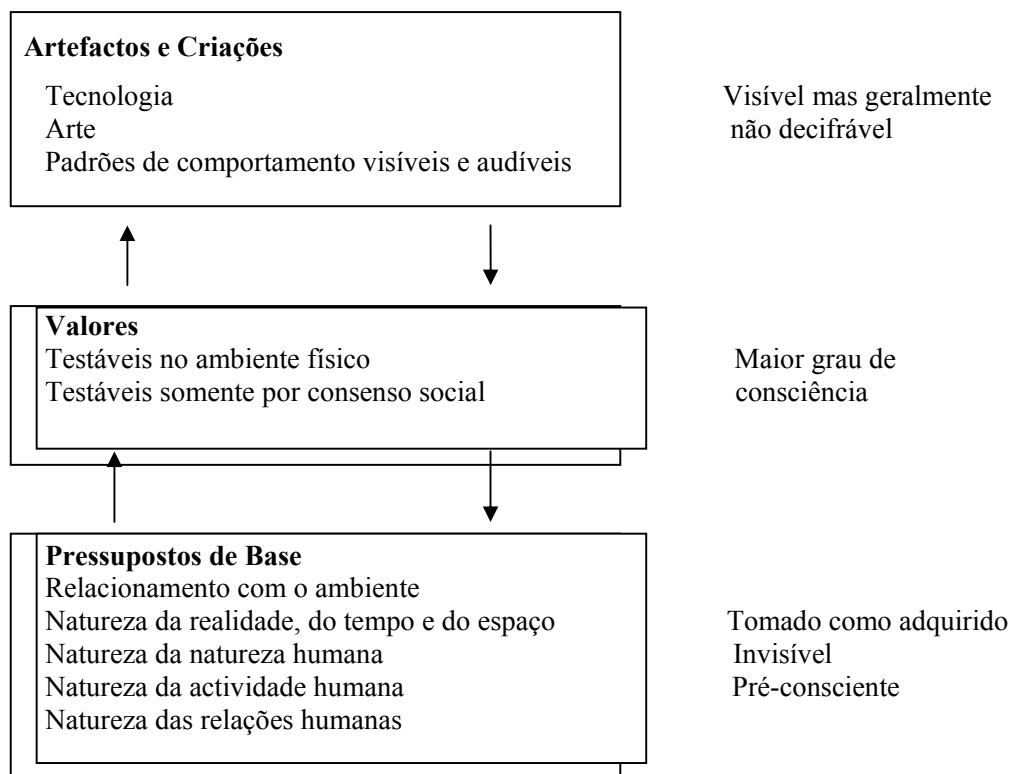 Artefactos e Criações
Tecnologia
Arte
Padrões de comportamento visíveis e audíveis
Visível mas geralmente
não decifrável
Valores
Testáveis no ambiente físico
Testáveis somente por consenso social
Maior grau de
consciência
Pressupostos de Base
Relacionamento com o ambiente
Natureza da realidade, do tempo e do espaço
Natureza da natureza humana
Natureza da actividade humana
Natureza das relações humanas
Tomado como adquirido
Invisível
Pré-consciente